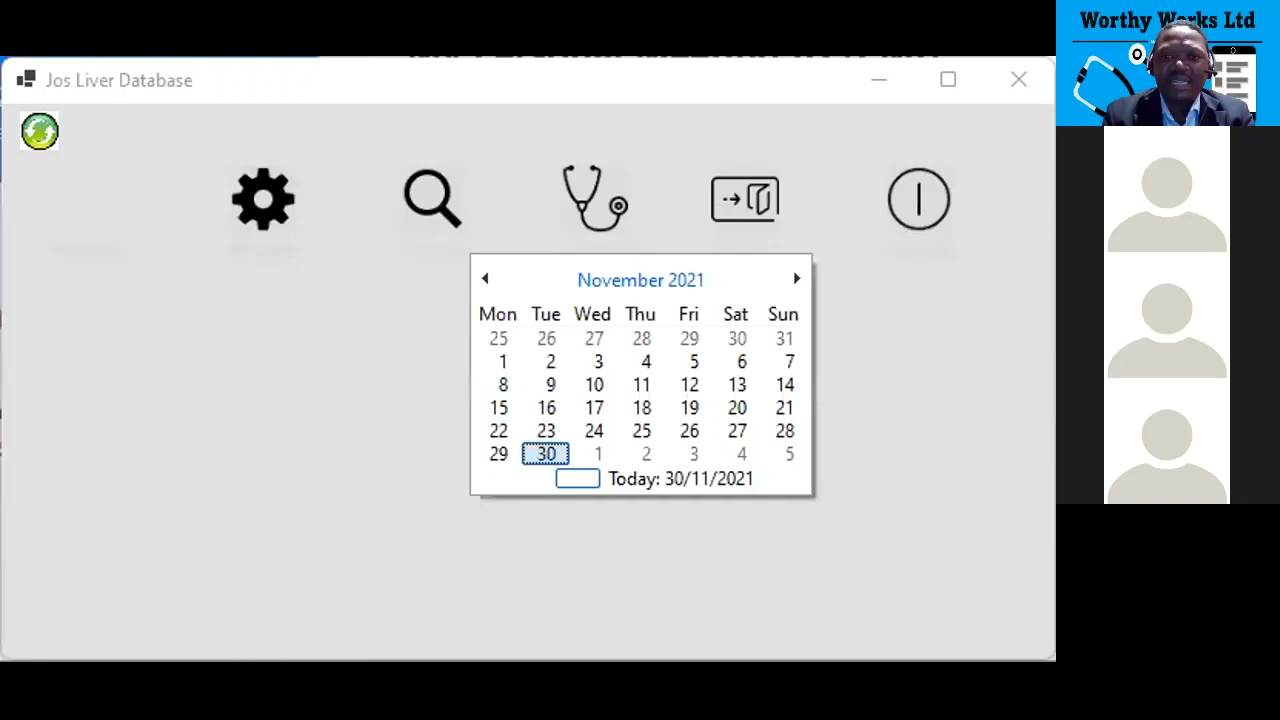 Worthy Works Ltd
Jos Liver Database
November 2021
Mon Tue Wed Thu Fri Sat Sun
25 26 27 28 29 30 31
1 2 3 4 5 6 7
8 9 10 11 12 13 14
15 16 17 18 19 20 21
22 23 24 25 26 27 28
29 30 1 2 3 4 5
Today: 30/11/2021